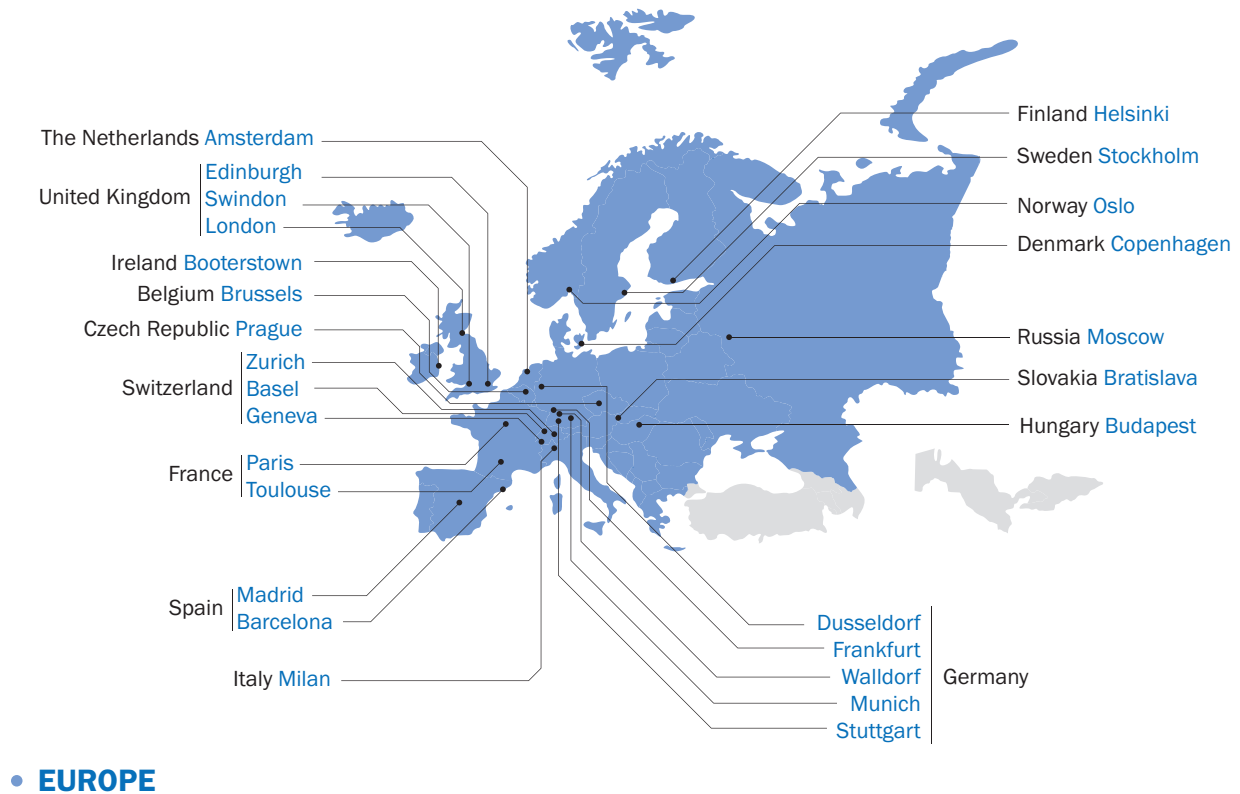 The Netherlands Amsterdam
United Kingdom
Edinburgh
Swindon
London
Ireland Booterstown
Belgium Brussels
Czech Republic Prague
Switzerland
Zurich
Basel
Geneva
France
Paris
Toulouse
Spain
Madrid
Barcelona
Italy Milan
Finland Helsinki
Sweden Stockholm
Norway Oslo
Denmark Copenhagen
Russia Moscow
Slovakia Bratislava
Hungary Budapest
Dusseldorf
Frankfurt
Walldorf
Munich
Stuttgart
Germany
• EUROPE